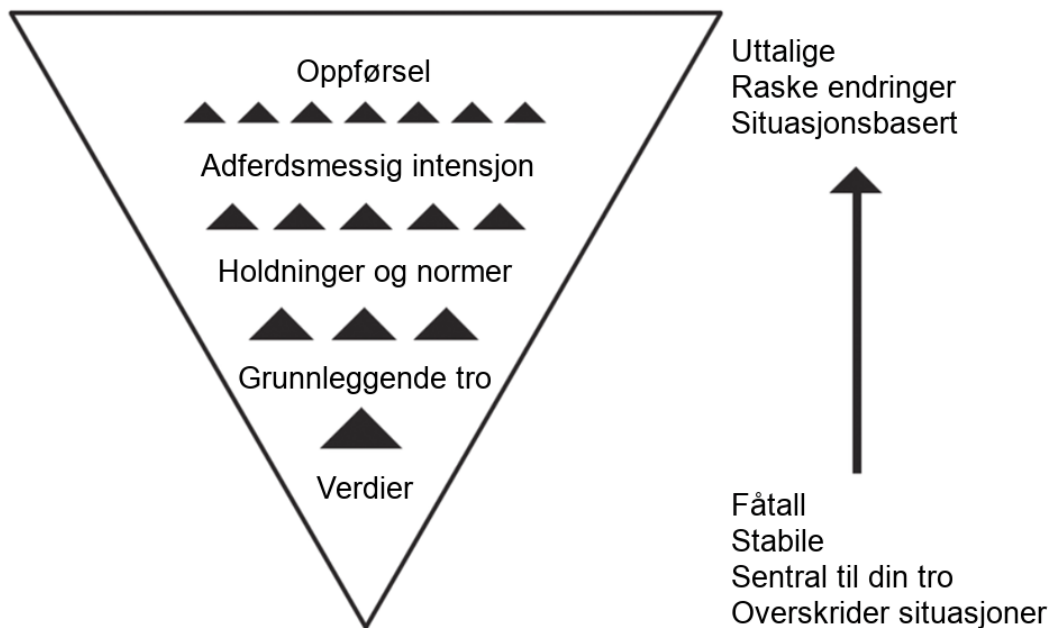 Oppførsel
Adferdsmessig intensjon
Holdninger og normer
Grunnleggende tro
Verdier
Uttalige
Raske endringer
Situasjonsbasert
Fåtall
Stabile
Sentral til din tro
Overskrider situasjoner